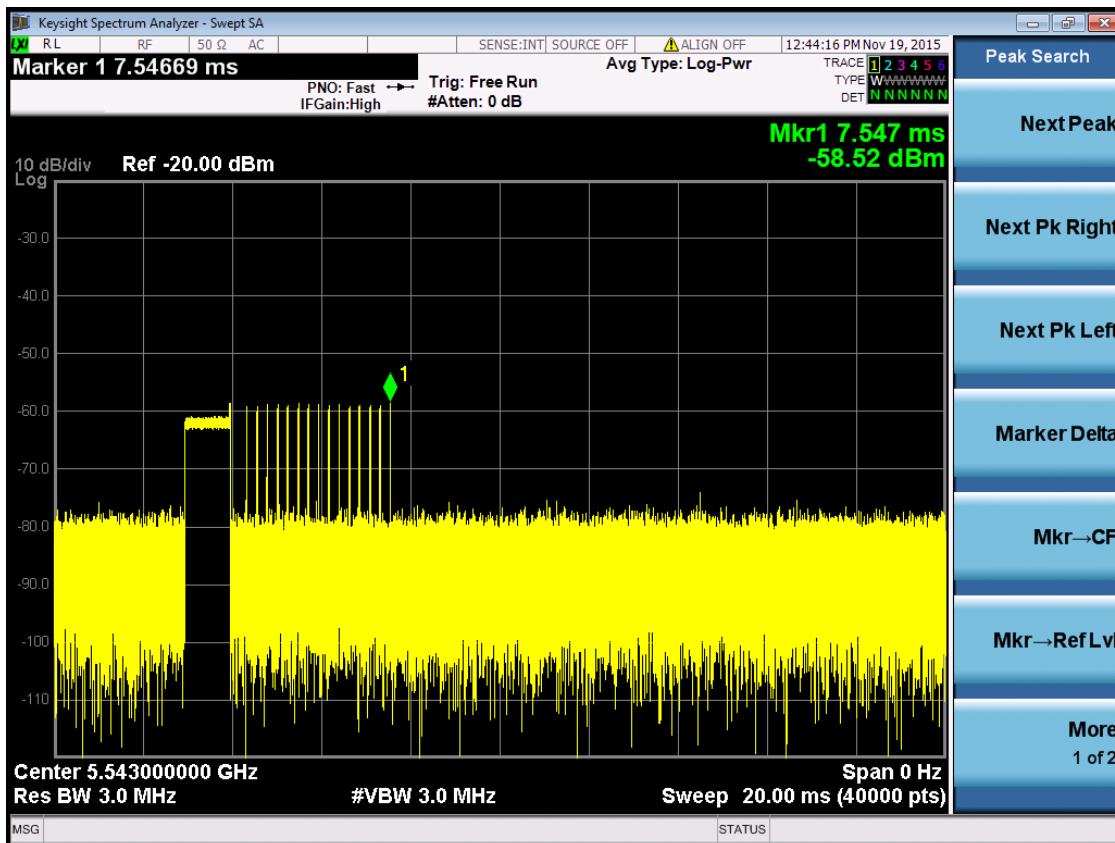 Keysight Spectrum Analyzer - Swept SA
LXI RL RF 50 Ω AC SENSE:INT SOURCE OFF ALIGN OFF 12:44:16 PM Nov 19, 2015
Marker 1 7.54669 ms
PNO: Fast
IFGain:High
Trig: Free Run
#Atten: 0 dB
Avg Type: Log-Pwr
TRACE 1 2 3 4 5 6
TYPE WWWWWW
DET N N N N N N
Mkr1 7.547 ms
-58.52 dBm
10 dB/div Ref -20.00 dBm
Log
-30.0
-40.0
-50.0
1
-60.0
-70.0
-80.0
-90.0
-100
-110
Center 5.543000000 GHz Span 0 Hz
Res BW 3.0 MHz #VBW 3.0 MHz Sweep 20.00 ms (40000 pts)
MSG STATUS
Peak Search
Next Peak
Next Pk Right
Next Pk Left
Marker Delta
Mkr→CF
Mkr→Ref Lvl
More
1 of 2